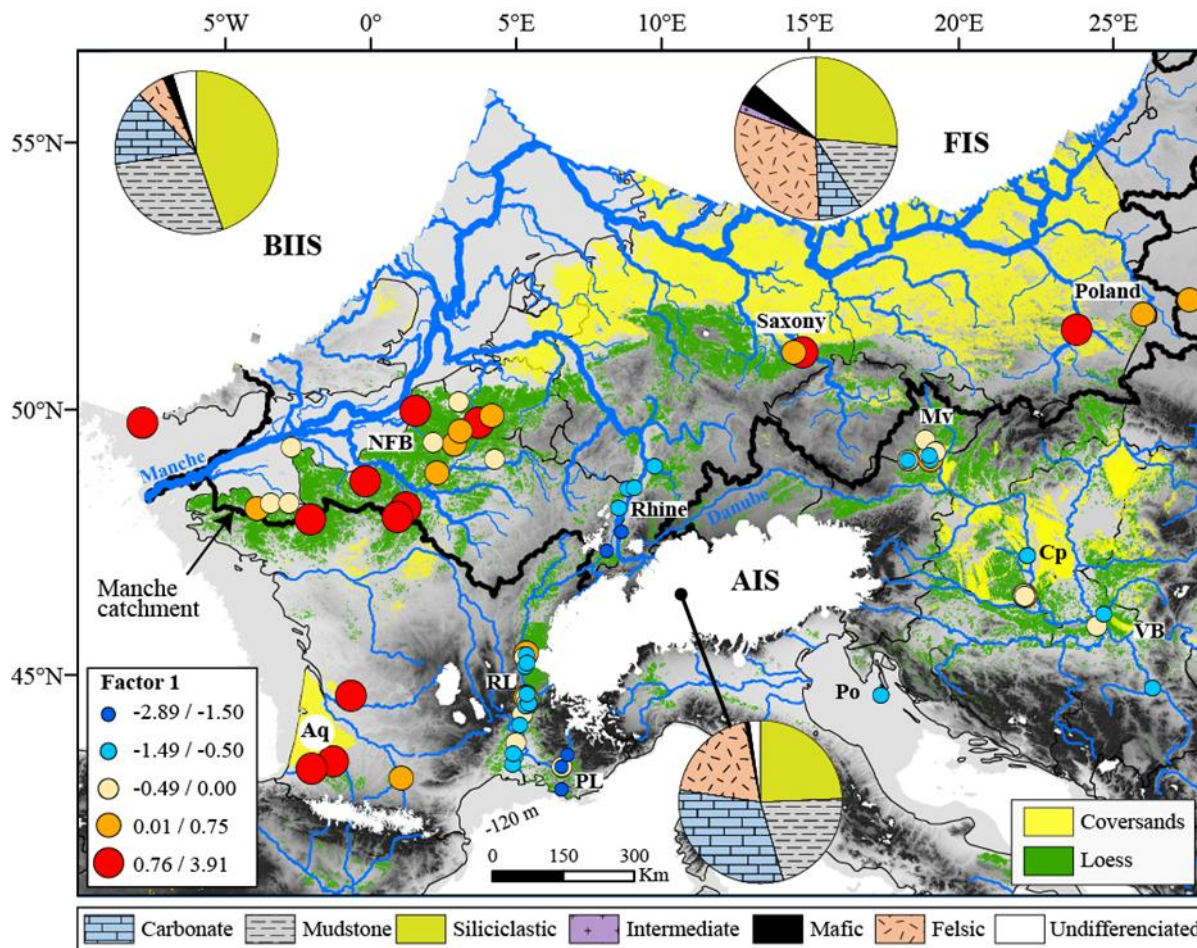 5°W 0° 5°E 10°E 15°E 20°E 25°E
55°N
FIS
BIIS
Poland
Saxony
50°N
Mv
NFB
Manche
Rhine
Danube
Cp
Manche
catchment
AIS
VB
45°N
RL
Po
Factor 1
-2.89 / -1.50
-1.49 / -0.50
-0.49 / 0.00
0.01 / 0.75
0.76 / 3.91
Aq
PL
-120 m
0 150 300
Km
Coversands
Loess
Carbonate Mudstone Siliciclastic Intermediate Mafic Felsic Undifferenciated